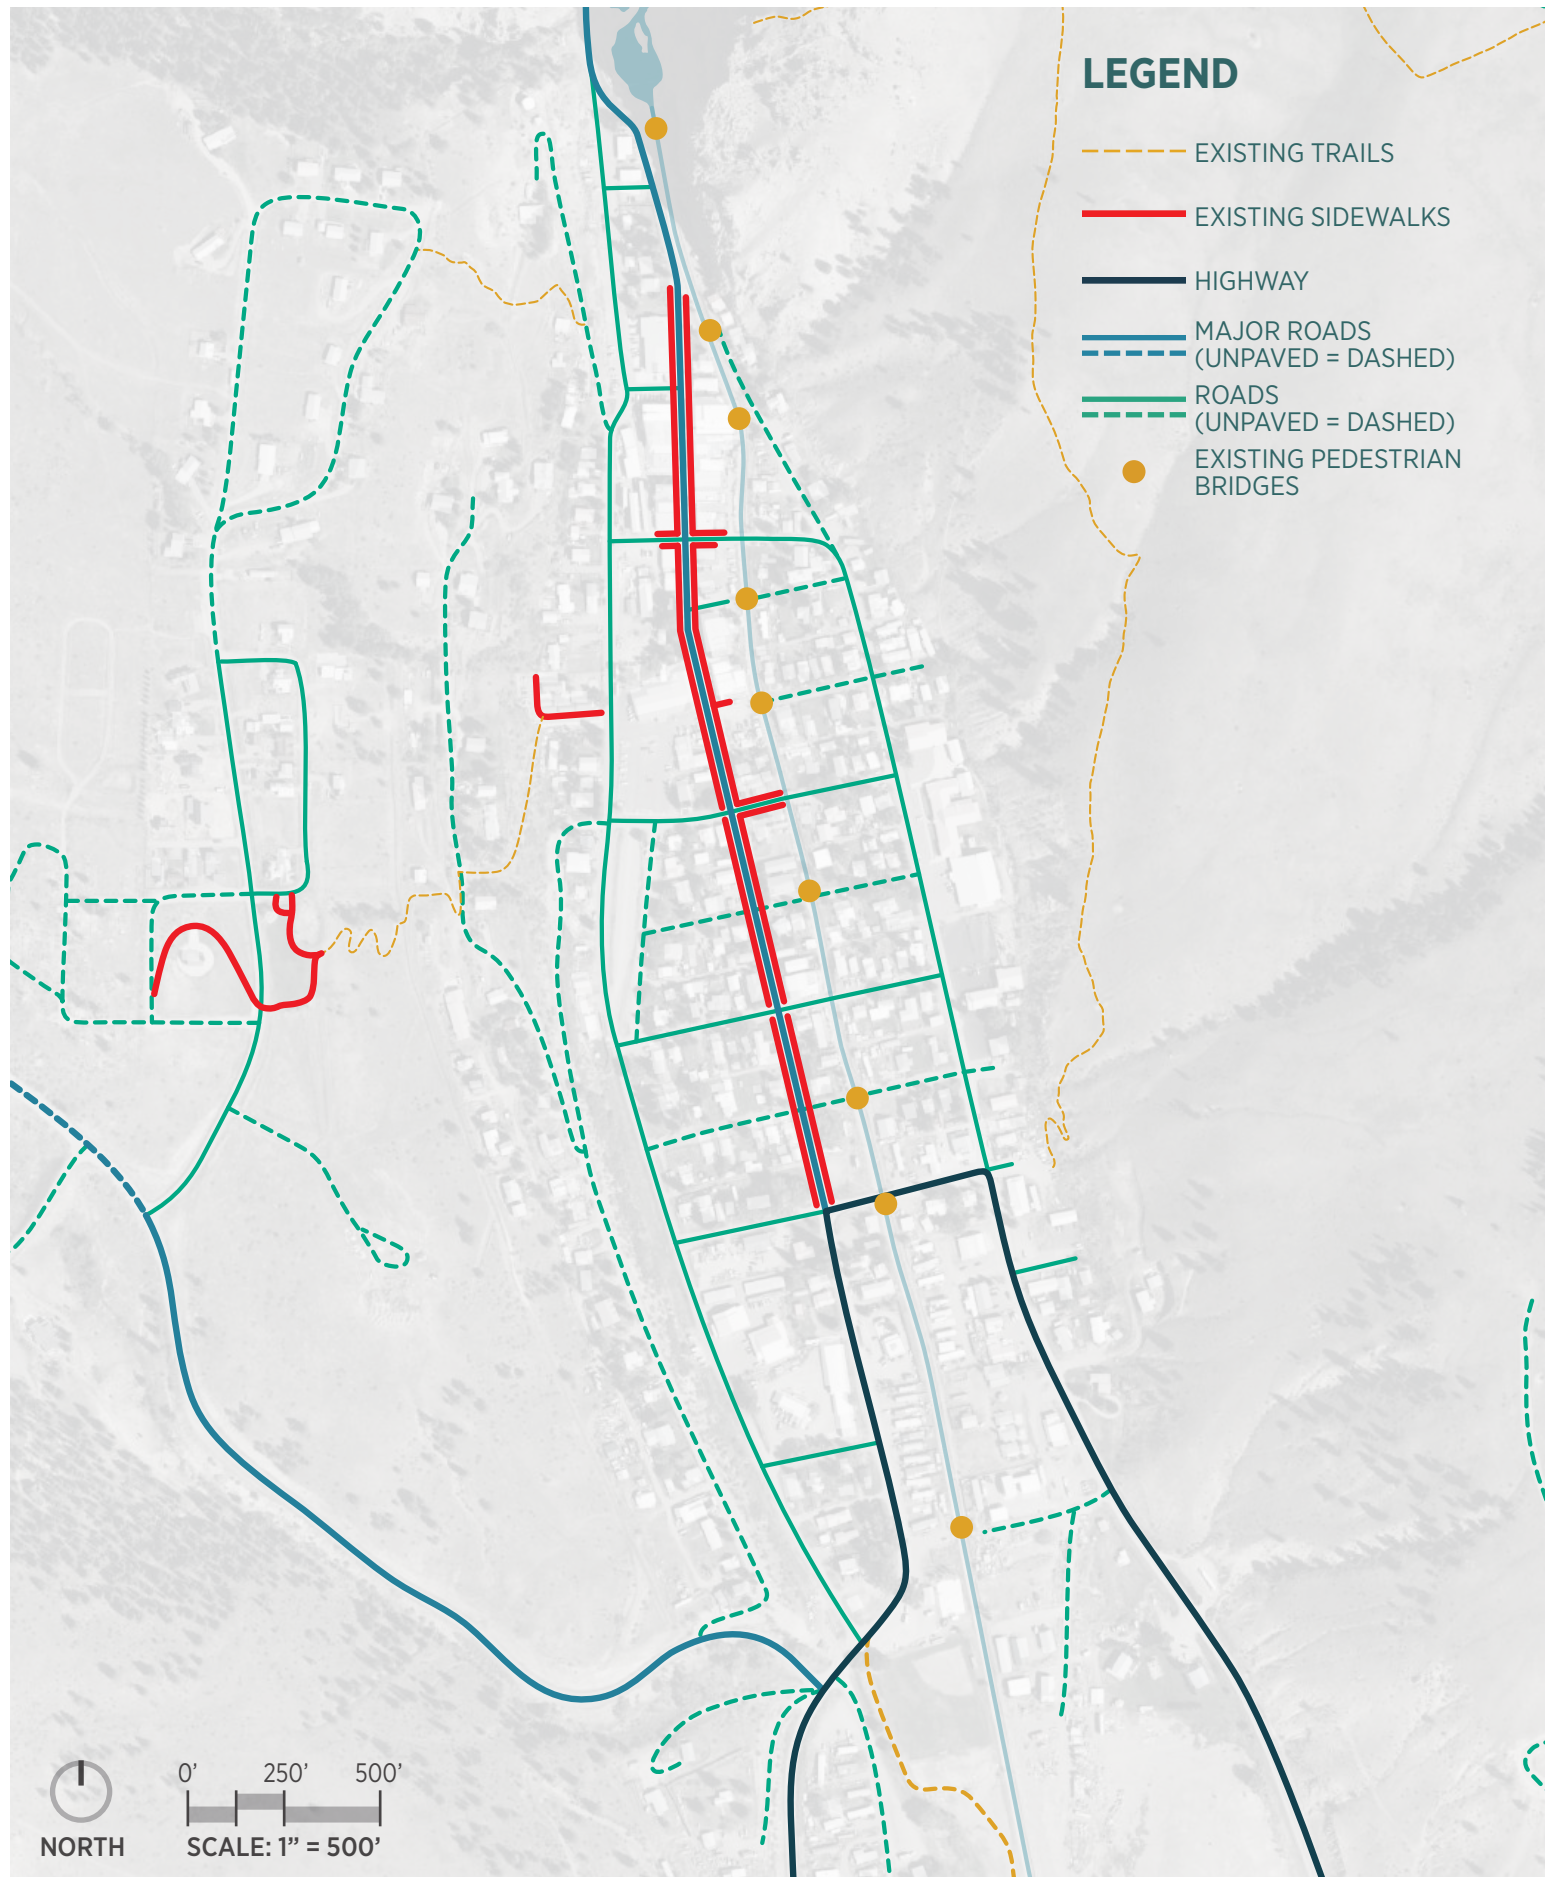 LEGEND
EXISTING TRAILS
EXISTING SIDEWALKS
HIGHWAY
MAJOR ROADS
(UNPAVED = DASHED)
ROADS
(UNPAVED = DASHED)
EXISTING PEDESTRIAN
BRIDGES
0’ 250’ 500’
NORTH
SCALE: 1” = 500’